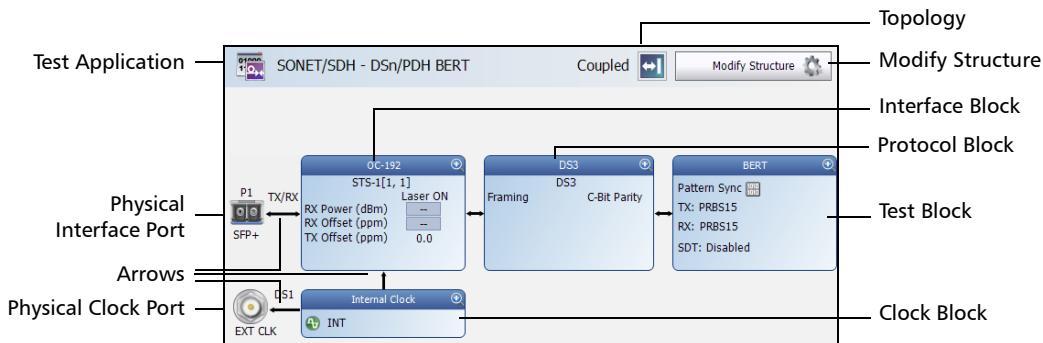 Topology
Test Application
SONET/SDH - DSn/PDH BERT
Coupled
Modify Structure
Modify Structure
Interface Block
Protocol Block
OC-192
STS-1[1, 1]
Laser ON
RX Power (dBm) --
RX Offset (ppm) --
TX Offset (ppm) 0.0
DS3
DS3
Framing C-Bit Parity
BERT
Pattern Sync
TX: PRBS15
RX: PRBS15
SDT: Disabled
Test Block
P1
TX/RX
SFP+
Physical
Interface Port
Arrows
Physical Clock Port
DS1
EXT CLK
Internal Clock
INT
Clock Block